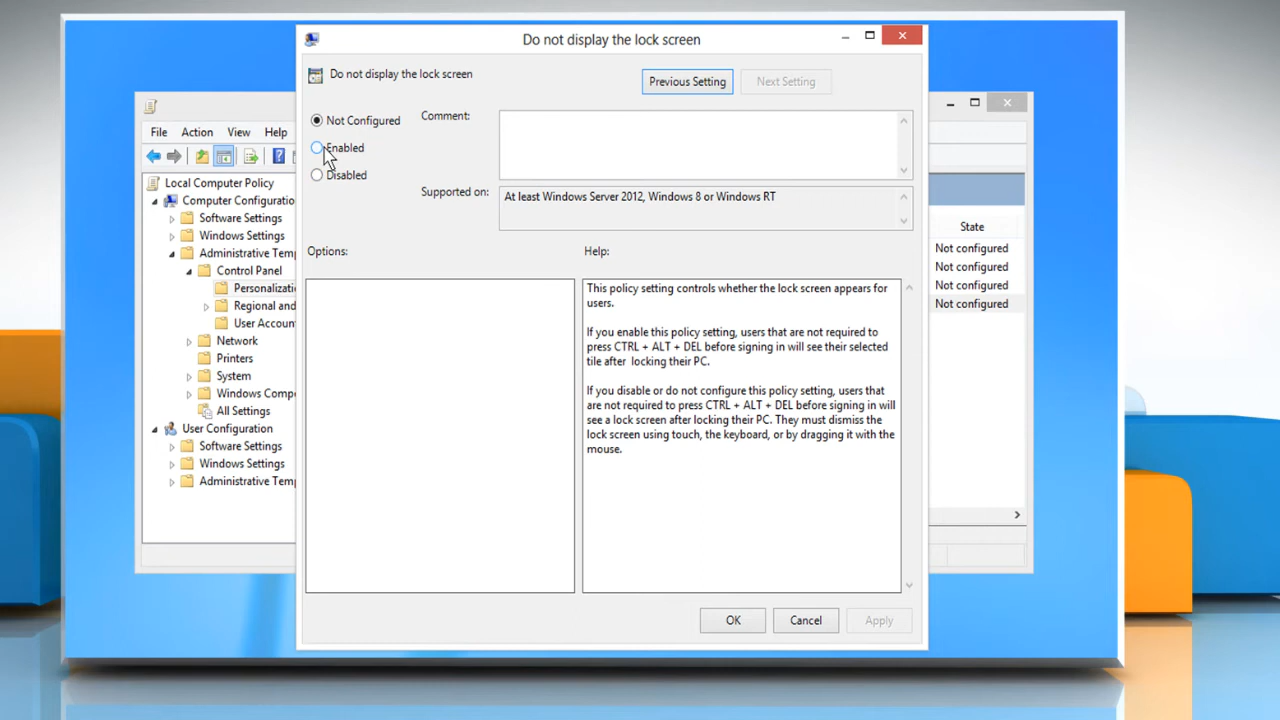 Do not display the lock screen
Do not display the lock screen
Previous Setting
Next Setting
Not Configured
Enabled
Disabled
Comment:
Supported on:
At least Windows Server 2012, Windows 8 or Windows RT
Options:
Help:
This policy setting controls whether the lock screen appears for
users.
If you enable this policy setting, users that are not required to
press CTRL + ALT + DEL before signing in will see their selected
tile after  locking their PC.
If you disable or do not configure this policy setting, users that
are not required to press CTRL + ALT + DEL before signing in will
see a lock screen after locking their PC. They must dismiss the
lock screen using touch, the keyboard, or by dragging it with the
mouse.
OK
Cancel
Apply
File
Action
View
Help
Local Computer Policy
Computer Configuratio
Software Settings
Windows Settings
Administrative Temp
Control Panel
Personalizati
Regional and
User Accoun
Network
Printers
System
Windows Compo
All Settings
User Configuration
Software Settings
Windows Settings
Administrative Temp
State
Not configured
Not configured
Not configured
Not configured